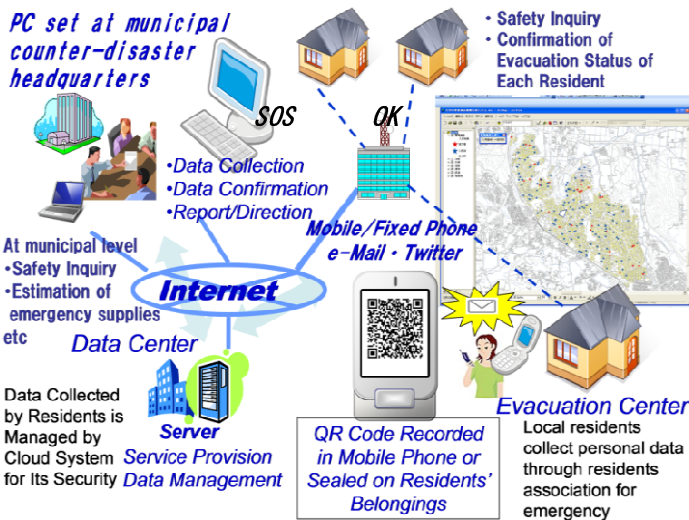 PC set at municipal
counter-disaster
headquarters
• Safety Inquiry
• Confirmation of
Evacuation Status of
Each Resident
SOS
OK
•Data Collection
•Data Confirmation
•Report/Direction
Mobile/Fixed Phone
e-Mail・Twitter
At municipal level
•Safety Inquiry
•Estimation of
emergency supplies
etc
Internet
Data Center
Data Collected
by Residents is
Managed by
Cloud System
for Its Security
Server
Service Provision
Data Management
QR Code Recorded
in Mobile Phone or
Sealed on Residents'
Belongings
Evacuation Center
Local residents
collect personal data
through residents
association for
emergency